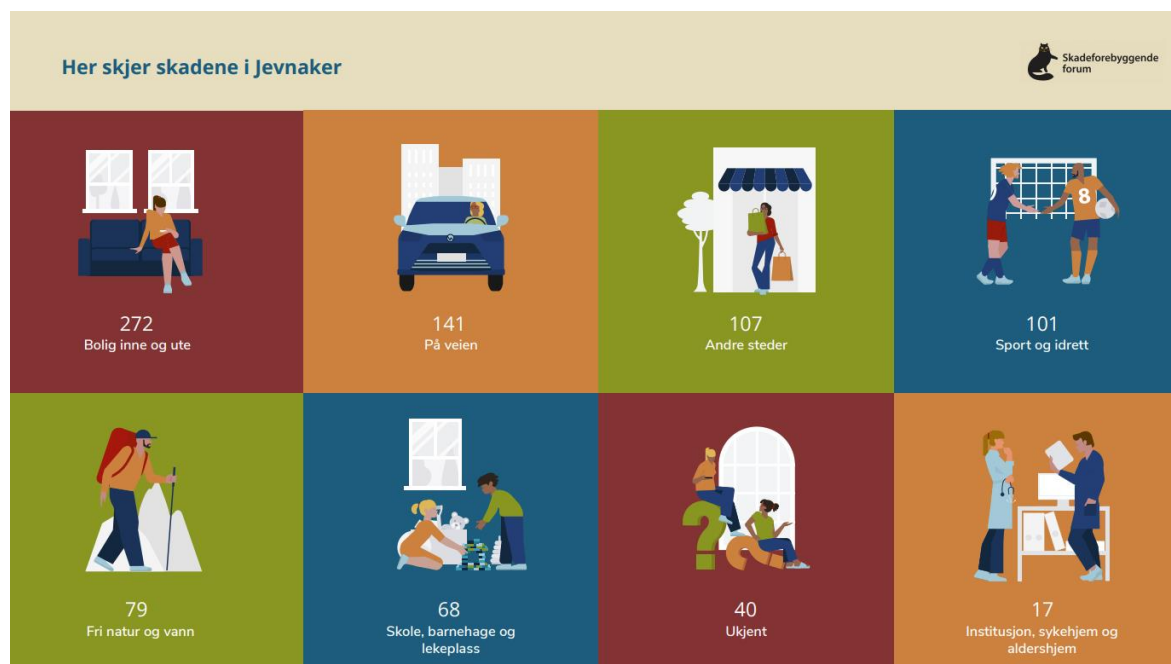 Her skjer skadene i Jevnaker
Skadeforebyggende
forum
272
Bolig inne og ute
141
På veien
107
Andre steder
8
101
Sport og idrett
79
Fri natur og vann
68
Skole, barnehage og
lekeplass
??
40
Ukjent
17
Institusjon, sykehjem og
aldershjem